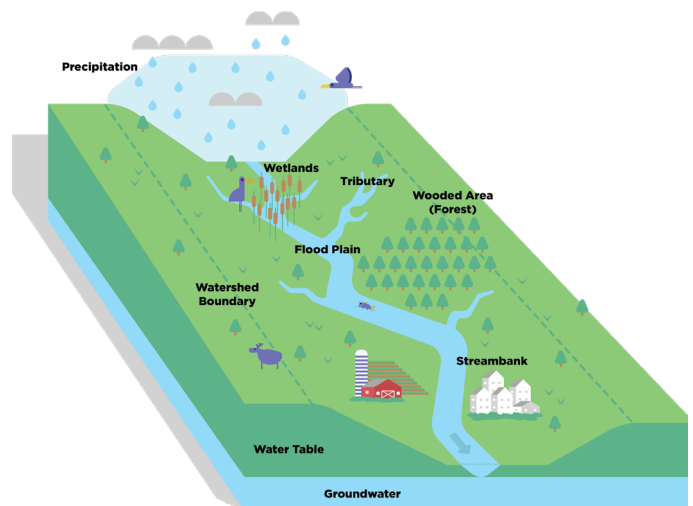 Precipitation
Wetlands
Tributary
Wooded Area
(Forest)
Flood Plain
Watershed
Boundary
Streambank
Water Table
Groundwater